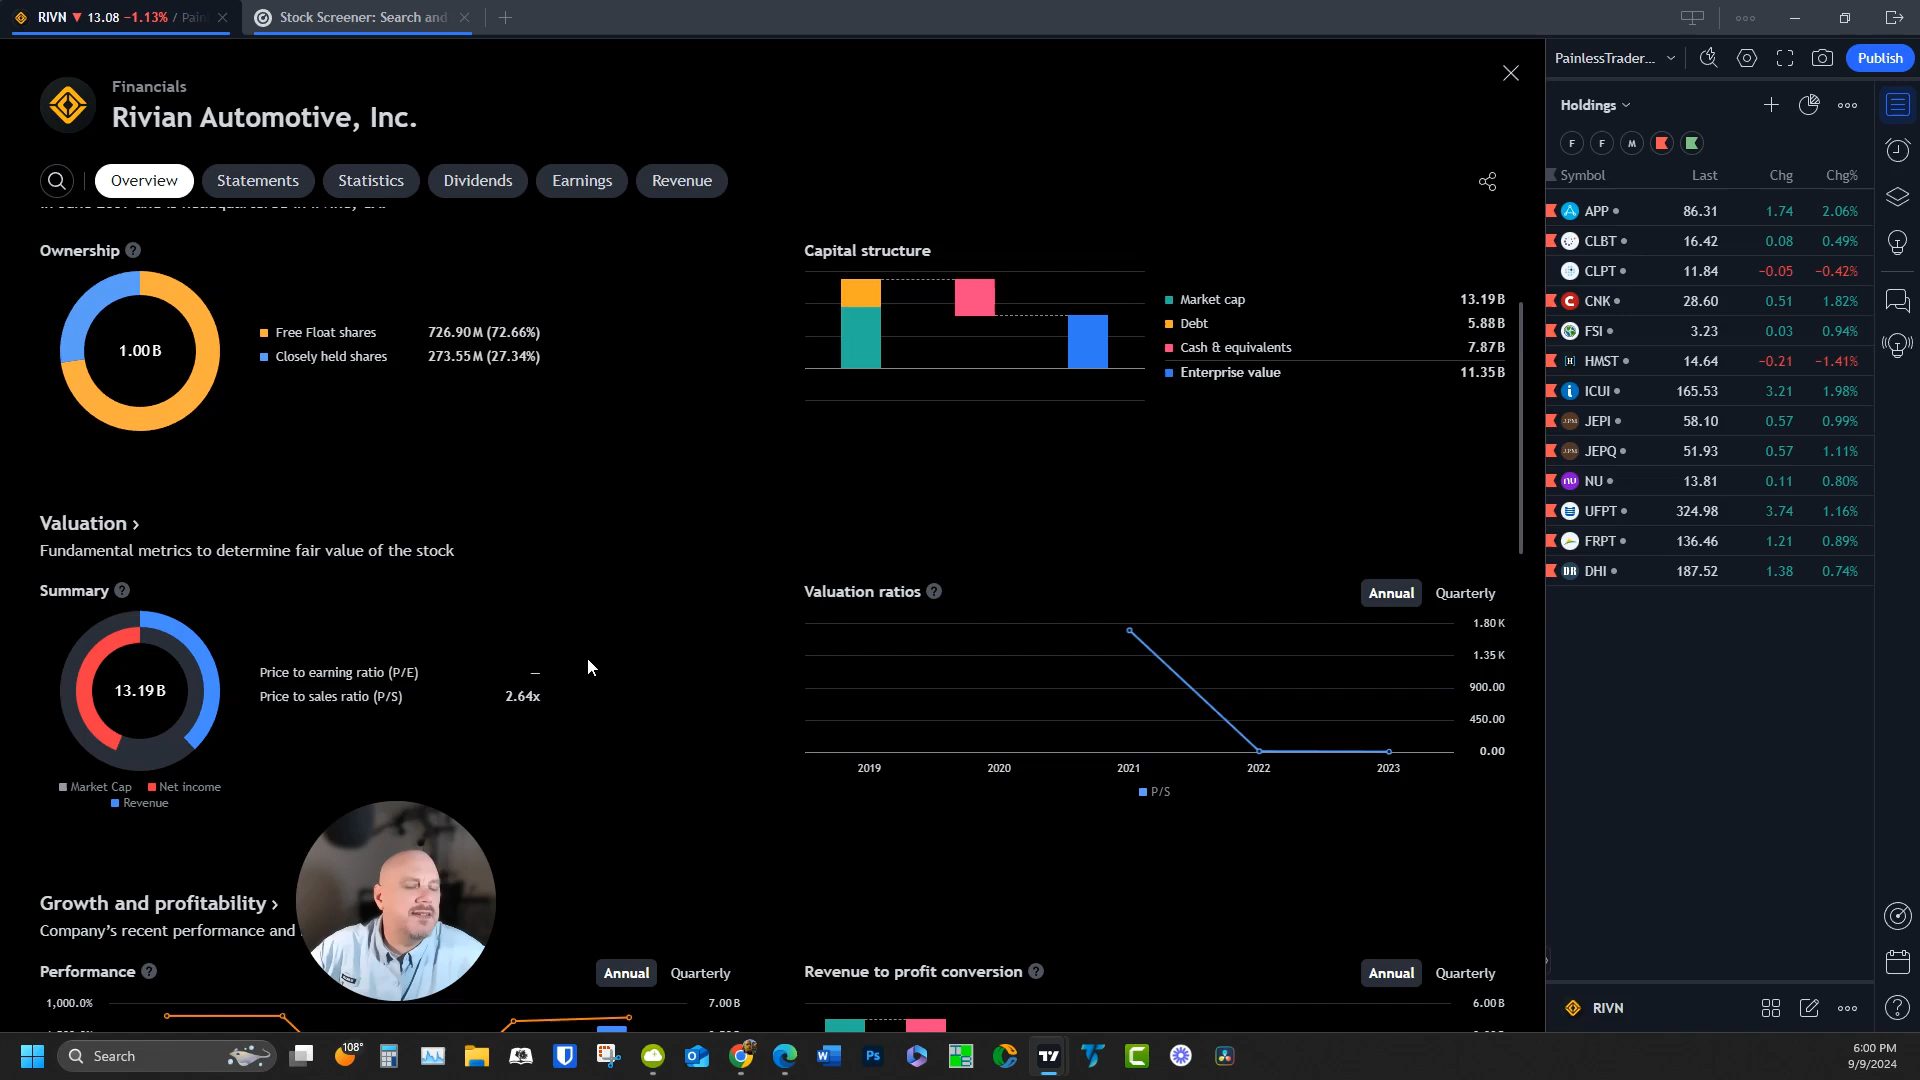 RIVN ▼ 13.08 −1.13% / Pain
Stock Screener: Search and
Financials
Rivian Automotive, Inc.
Overview
Statements
Statistics
Dividends
Earnings
Revenue
Ownership
1.00 B
Free Float shares 726.90 M (72.66%)
Closely held shares 273.55 M (27.34%)
Capital structure
Market cap 13.19 B
Debt 5.88 B
Cash & equivalents 7.87 B
Enterprise value 11.35 B
Valuation ›
Fundamental metrics to determine fair value of the stock
Summary
13.19 B
Price to earning ratio (P/E) —
Price to sales ratio (P/S) 2.64x
Market Cap Net income
Revenue
Valuation ratios
Annual Quarterly
1.80 K
1.35 K
900.00
450.00
0.00
2019 2020 2021 2022 2023
P/S
Growth and profitability ›
Company’s recent performance and
Performance
Annual Quarterly
1,000.0% 7.00 B
Revenue to profit conversion
Annual Quarterly
6.00 B
PainlessTrader...
Publish
Holdings
F F M
Symbol Last Chg Chg%
APP 86.31 1.74 2.06%
CLBT 16.42 0.08 0.49%
CLPT 11.84 −0.05 −0.42%
CNK 28.60 0.51 1.82%
FSI 3.23 0.03 0.94%
HMST 14.64 −0.21 −1.41%
ICUI 165.53 3.21 1.98%
JEPI 58.10 0.57 0.99%
JEPQ 51.93 0.57 1.11%
NU 13.81 0.11 0.80%
UFPT 324.98 3.74 1.16%
FRPT 136.46 1.21 0.89%
DHI 187.52 1.38 0.74%
RIVN
Search
108°
6:00 PM
9/9/2024